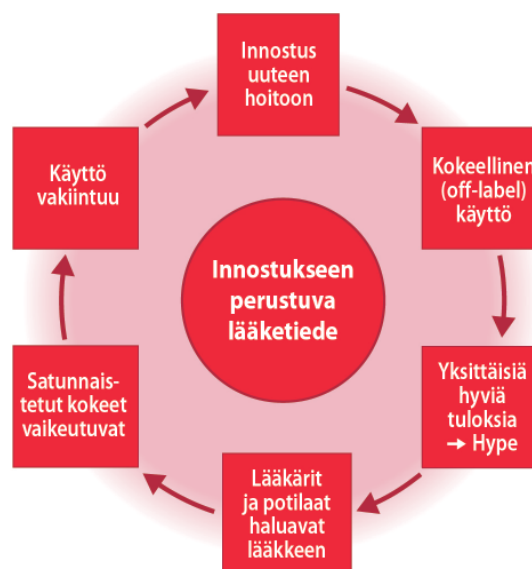 Innostus
uuteen
hoitoon
Kokeellinen
(off-label)
käyttö
Yksittäisiä
hyviä
tuloksia
→ Hype
Lääkärit
ja potilaat
haluavat
lääkkeen
Satunnais-
tetut kokeet
vaikeutuvat
Käyttö
vakiintuu
Innostukseen
perustuva
lääketiede